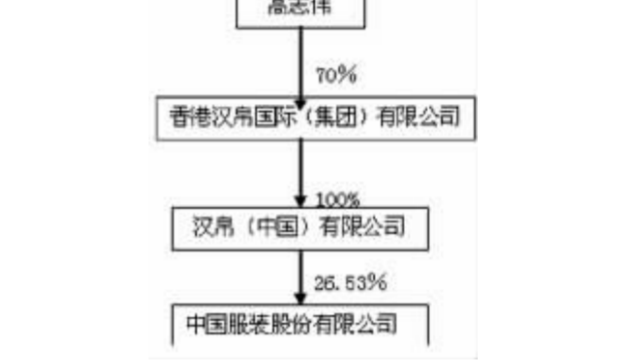 高志伟
70%
香港汉帛国际（集团）有限公司
100%
汉帛（中国）有限公司
26.53%
中国服装股份有限公司